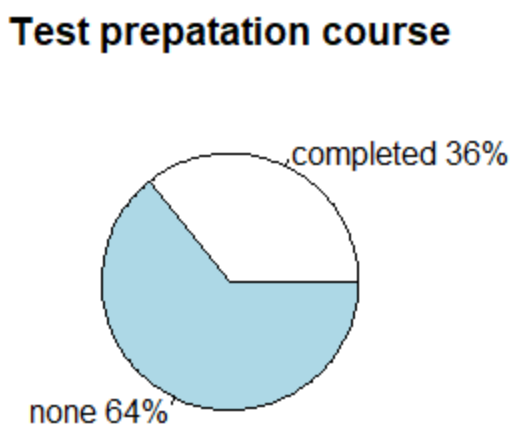 Test prepatation course
completed 36%
none 64%